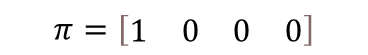 π = [1 0 0 0]